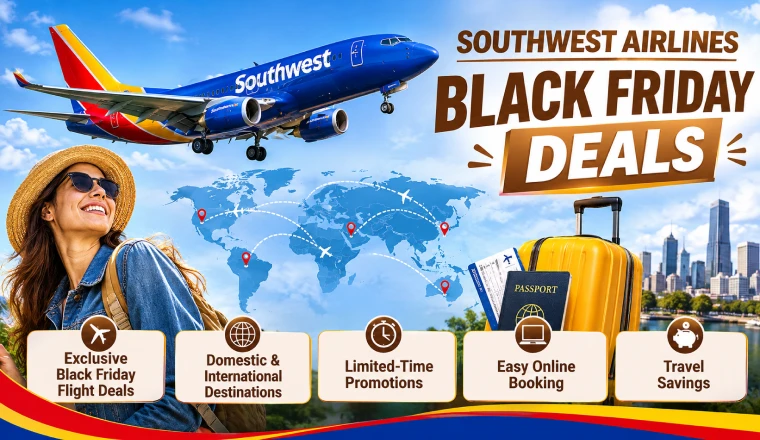 Southwest
SOUTHWEST AIRLINES
BLACK FRIDAY
DEALS
PASSPORT
Exclusive
Black Friday
Flight Deals
Domestic &
International
Destinations
Limited-Time
Promotions
Easy Online
Booking
Travel
Savings